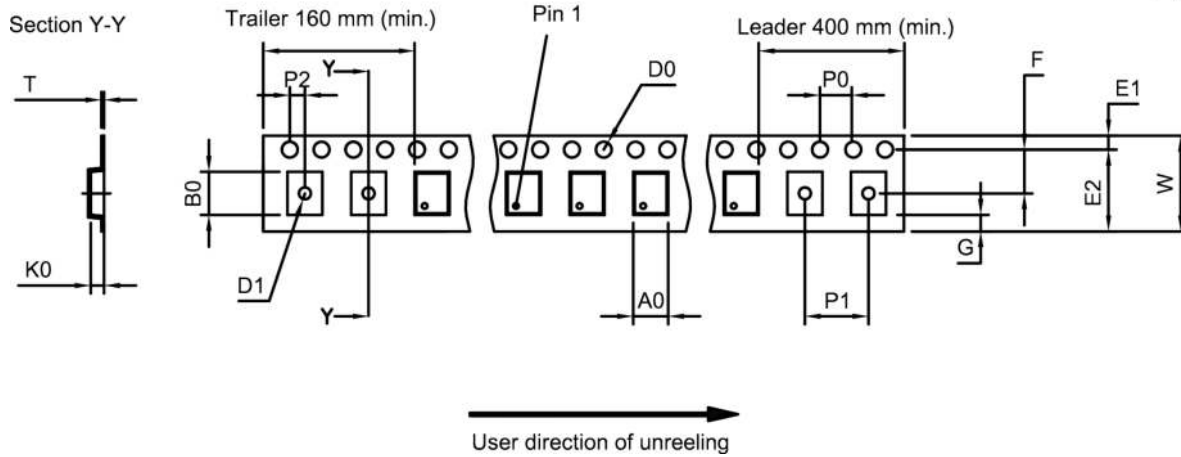 Section Y-Y
Trailer 160 mm (min.)
Pin 1
Leader 400 mm (min.)
T
P2
Y
D0
P0
F
E1
B0
E2
W
K0
D1
Y
A0
P1
G
User direction of unreeling